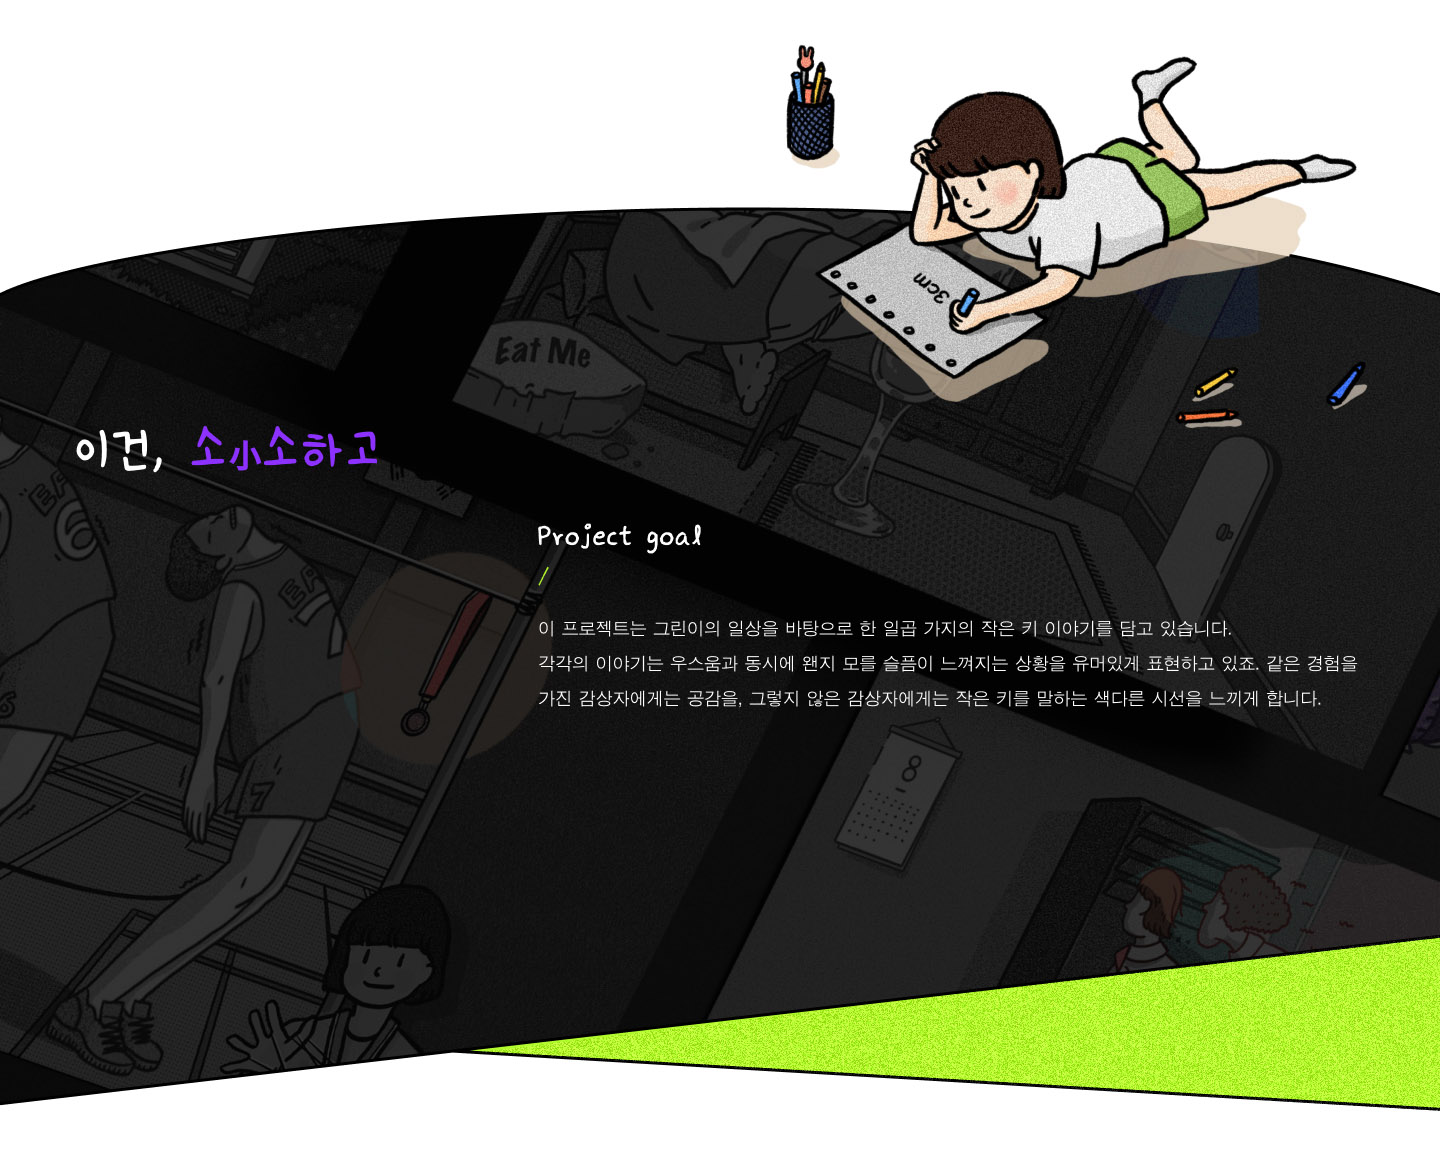 3cm
Eat Me
이건, 소小소하고
EA
6
EA
Project goal
이 프로젝트는 그린이의 일상을 바탕으로 한 일곱 가지의 작은 키 이야기를 담고 있습니다.
각각의 이야기는 우스움과 동시에 왠지 모를 슬픔이 느껴지는 상황을 유머있게 표현하고 있죠. 같은 경험을
가진 감상자에게는 공감을, 그렇지 않은 감상자에게는 작은 키를 말하는 색다른 시선을 느끼게 합니다.
6
7
8